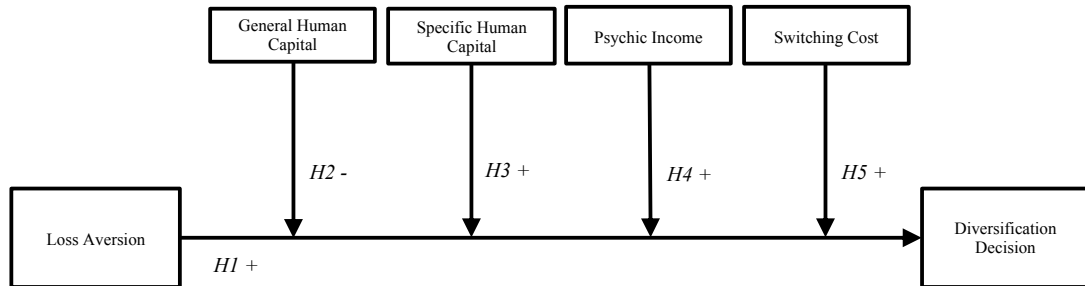 General Human
Capital
Specific Human
Capital
Psychic Income
Switching Cost
H2 -
H3 +
H4 +
H5 +
Loss Aversion
Diversification
Decision
H1 +